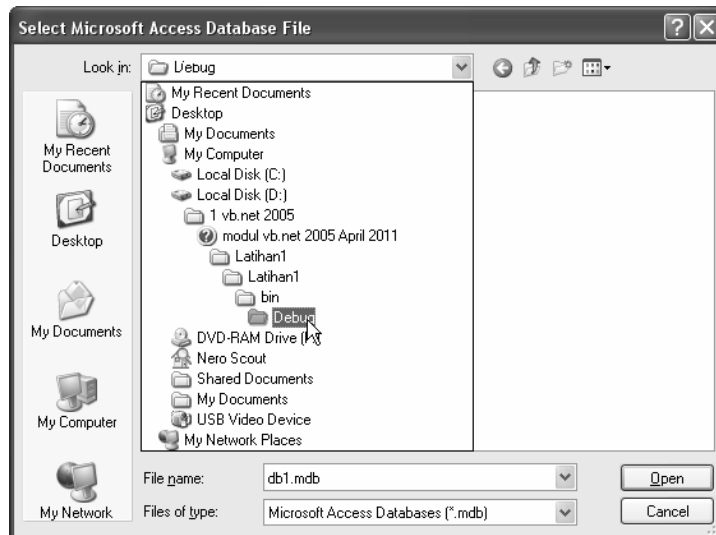 Select Microsoft Access Database File
Look in:
Debug
My Recent Documents
Desktop
My Documents
My Computer
Local Disk (C:)
Local Disk (D:)
1 vb.net 2005
modul vb.net 2005 April 2011
Latihan1
Latihan1
bin
Debug
DVD-RAM Drive (
Nero Scout
Shared Documents
My Documents
USB Video Device
My Network Places
My Recent
Documents
Desktop
My Documents
My Computer
My Network
File name:
db1.mdb
Open
Files of type:
Microsoft Access Databases (*.mdb)
Cancel